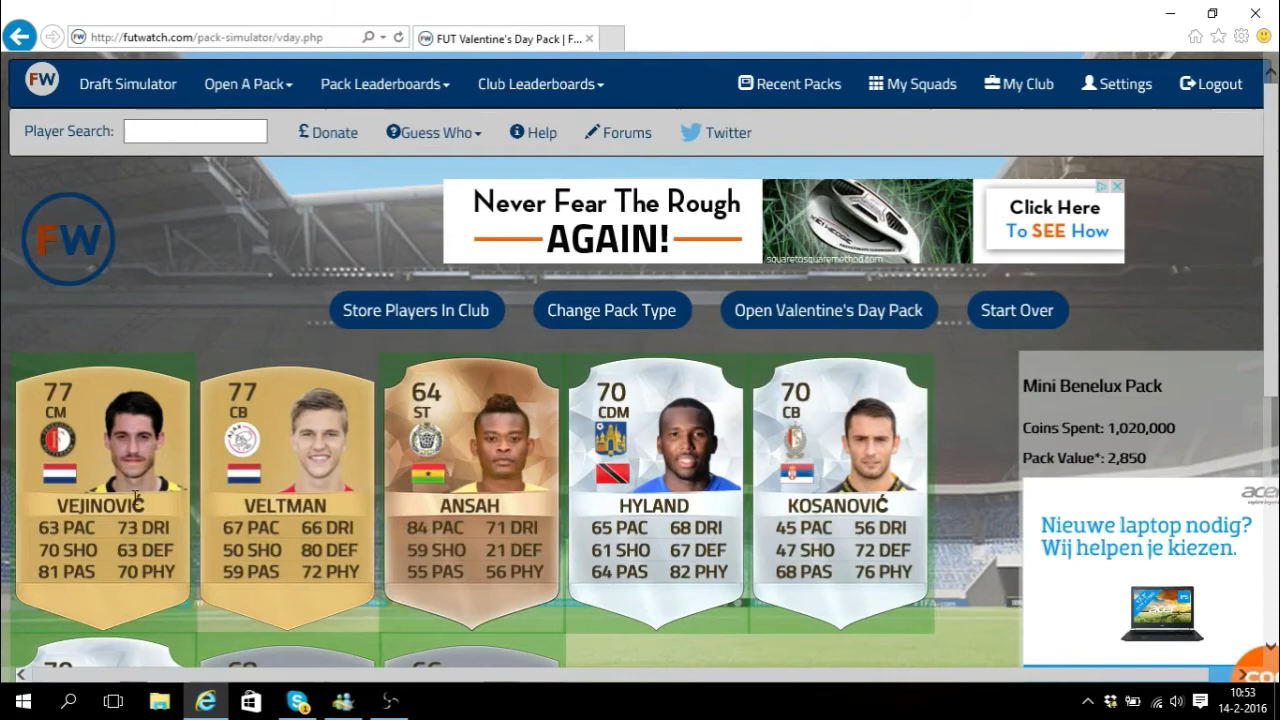 http://futwatch.com/pack-simulator/vday.php
FUT Valentine's Day Pack | F...
FW
Draft Simulator
Open A Pack
Pack Leaderboards
Club Leaderboards
Recent Packs
My Squads
My Club
Settings
Logout
Player Search:
£ Donate
Guess Who
Help
Forums
Twitter
FW
Never Fear The Rough
AGAIN!
squaretosquaremethod.com
Click Here
To SEE How
Store Players In Club
Change Pack Type
Open Valentine's Day Pack
Start Over
77
CM
VEJINOVIĆ
63 PAC 73 DRI
70 SHO 63 DEF
81 PAS 70 PHY
77
CB
AJAX
VELTMAN
67 PAC 66 DRI
50 SHO 80 DEF
59 PAS 72 PHY
64
ST
ANSAH
84 PAC 71 DRI
59 SHO 21 DEF
55 PAS 56 PHY
70
CDM
HYLAND
65 PAC 68 DRI
61 SHO 67 DEF
64 PAS 82 PHY
70
CB
KOSANOVIĆ
45 PAC 56 DRI
47 SHO 72 DEF
68 PAS 76 PHY
Mini Benelux Pack
Coins Spent: 1,020,000
Pack Value*: 2,850
acer
Nieuwe laptop nodig?
Wij helpen je kiezen.
10:53
14-2-2016